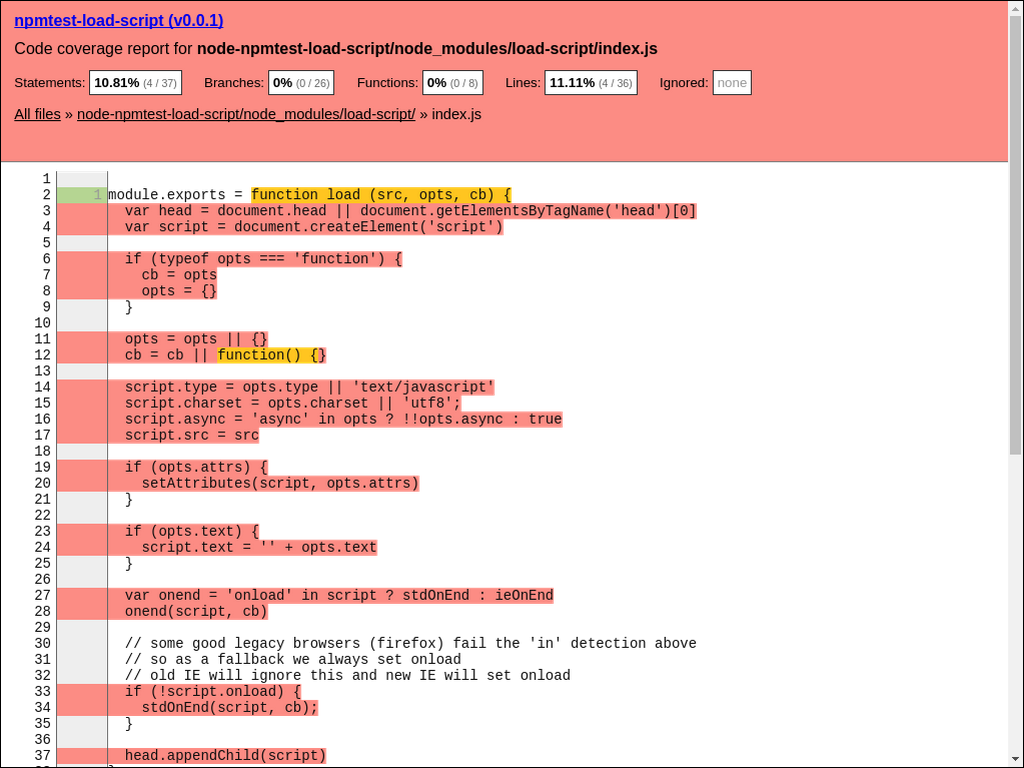 npmtest-load-script (v0.0.1)
Code coverage report for node-npmtest-load-script/node_modules/load-script/index.js
Statements: 10.81% (4 / 37) Branches: 0% (0 / 26) Functions: 0% (0 / 8) Lines: 11.11% (4 / 36) Ignored: none
All files » node-npmtest-load-script/node_modules/load-script/ » index.js
1
2 1 module.exports = function load (src, opts, cb) {
3 var head = document.head || document.getElementsByTagName('head')[0]
4 var script = document.createElement('script')
5
6 if (typeof opts === 'function') {
7 cb = opts
8 opts = {}
9 }
10
11 opts = opts || {}
12 cb = cb || function() {}
13
14 script.type = opts.type || 'text/javascript'
15 script.charset = opts.charset || 'utf8';
16 script.async = 'async' in opts ? !!opts.async : true
17 script.src = src
18
19 if (opts.attrs) {
20 setAttributes(script, opts.attrs)
21 }
22
23 if (opts.text) {
24 script.text = '' + opts.text
25 }
26
27 var onend = 'onload' in script ? stdOnEnd : ieOnEnd
28 onend(script, cb)
29
30 // some good legacy browsers (firefox) fail the 'in' detection above
31 // so as a fallback we always set onload
32 // old IE will ignore this and new IE will set onload
33 if (!script.onload) {
34 stdOnEnd(script, cb);
35 }
36
37 head.appendChild(script)